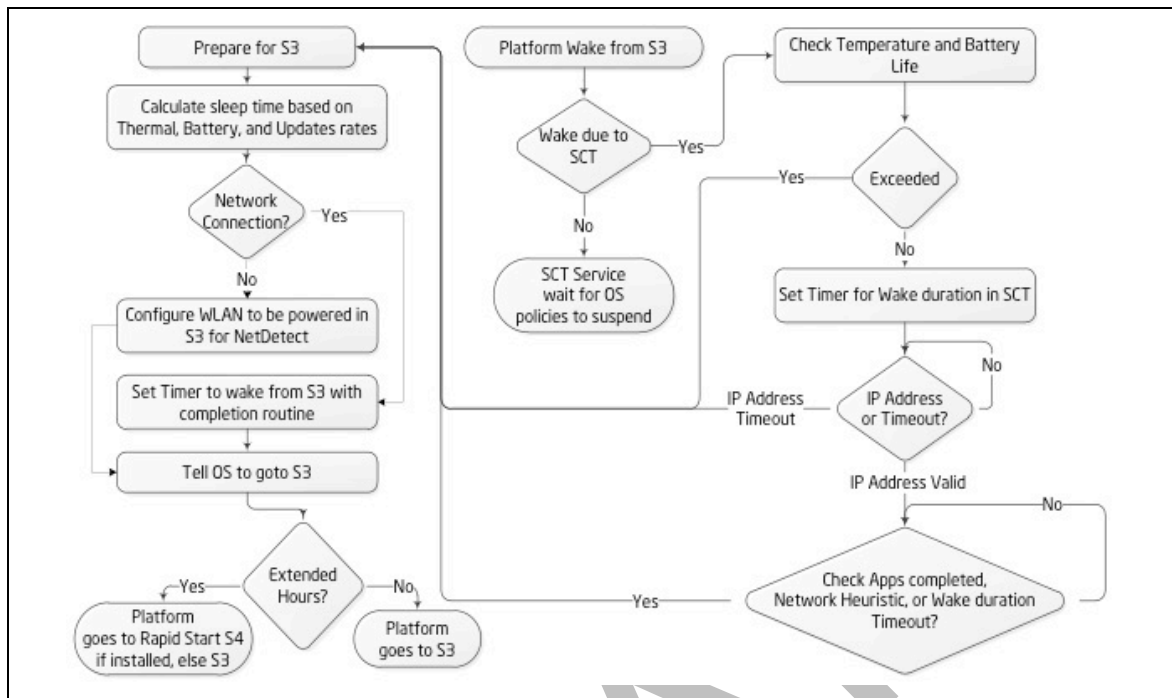 Prepare for S3
Calculate sleep time based on
Thermal, Battery, and Updates rates
Network
Connection?
Yes
No
Configure WLAN to be powered in
S3 for NetDetect
Set Timer to wake from S3 with
completion routine
Tell OS to goto S3
Extended
Hours?
Yes
No
Platform
goes to Rapid Start S4
if installed, else S3
Platform
goes to S3
Platform Wake from S3
Wake due to
SCT
Yes
No
SCT Service
wait for OS
policies to suspend
Check Temperature and Battery
Life
Exceeded
Yes
No
Set Timer for Wake duration in SCT
IP Address
or Timeout?
No
IP Address
Timeout
IP Address Valid
Check Apps completed,
Network Heuristic, or Wake duration
Timeout?
No
Yes